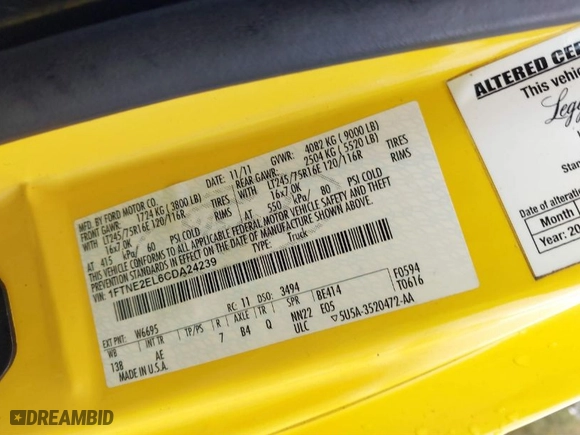 MFD. BY FORD MOTOR CO.
DATE: 11/11
GVWR: 4082 KG ( 9000 LB)
FRONT GAWR: 1724 KG ( 3800 LB)
REAR GAWR: 2504 KG ( 5520 LB)
WITH LT245/75R16E 120/116R TIRES
WITH LT245/75R16E 120/116R TIRES
16x7.0K RIMS
16x7.0K RIMS
AT 415 kPa/ 60 PSI COLD
AT 550 kPa/ 80 PSI COLD
THIS VEHICLE CONFORMS TO ALL APPLICABLE FEDERAL MOTOR VEHICLE SAFETY AND THEFT
PREVENTION STANDARDS IN EFFECT ON THE DATE OF MANUFACTURE SHOWN ABOVE.
VIN: 1FTNE2EL6CDA24239
TYPE: Truck
EXT PNT: W6695 RC: 11 DSO: 3494
WB INT TR TP/PS R AXLE TR SPR BE414 F0594
138 AE 7 B4 Q NN22 E05 T0616
MADE IN U.S.A. ULC 5U5A-3520472-AA
ALTERED CER
This vehic
Lega
Sta
Date of alterati
Month
Year: 20
DREAMBID